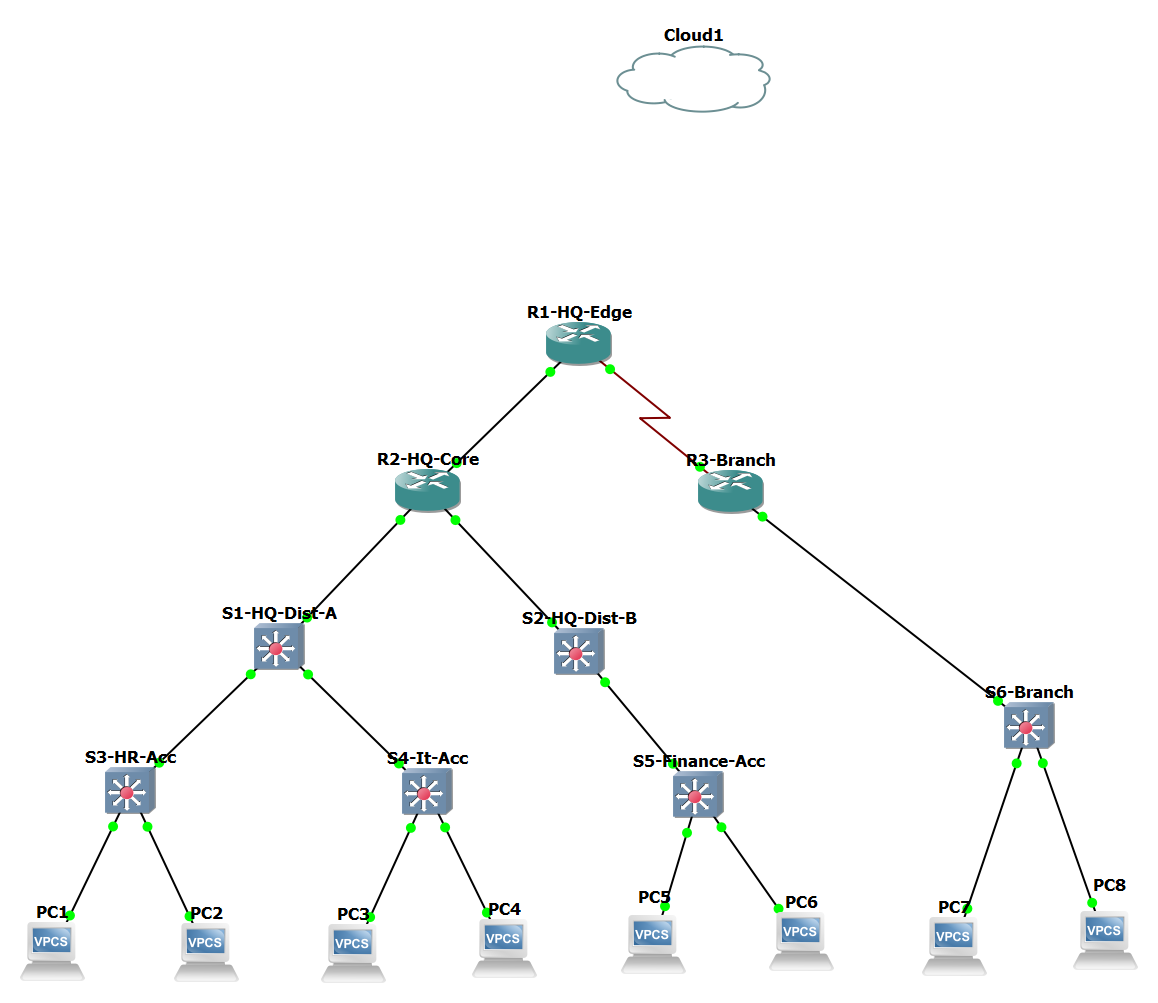 Cloud1
R1-HQ-Edge
R2-HQ-Core
R3-Branch
S1-HQ-Dist-A
S2-HQ-Dist-B
S6-Branch
S3-HR-Acc
S4-It-Acc
S5-Finance-Acc
PC1
PC2
PC3
PC4
PC5
PC6
PC7
PC8
VPCS
VPCS
VPCS
VPCS
VPCS
VPCS
VPCS
VPCS